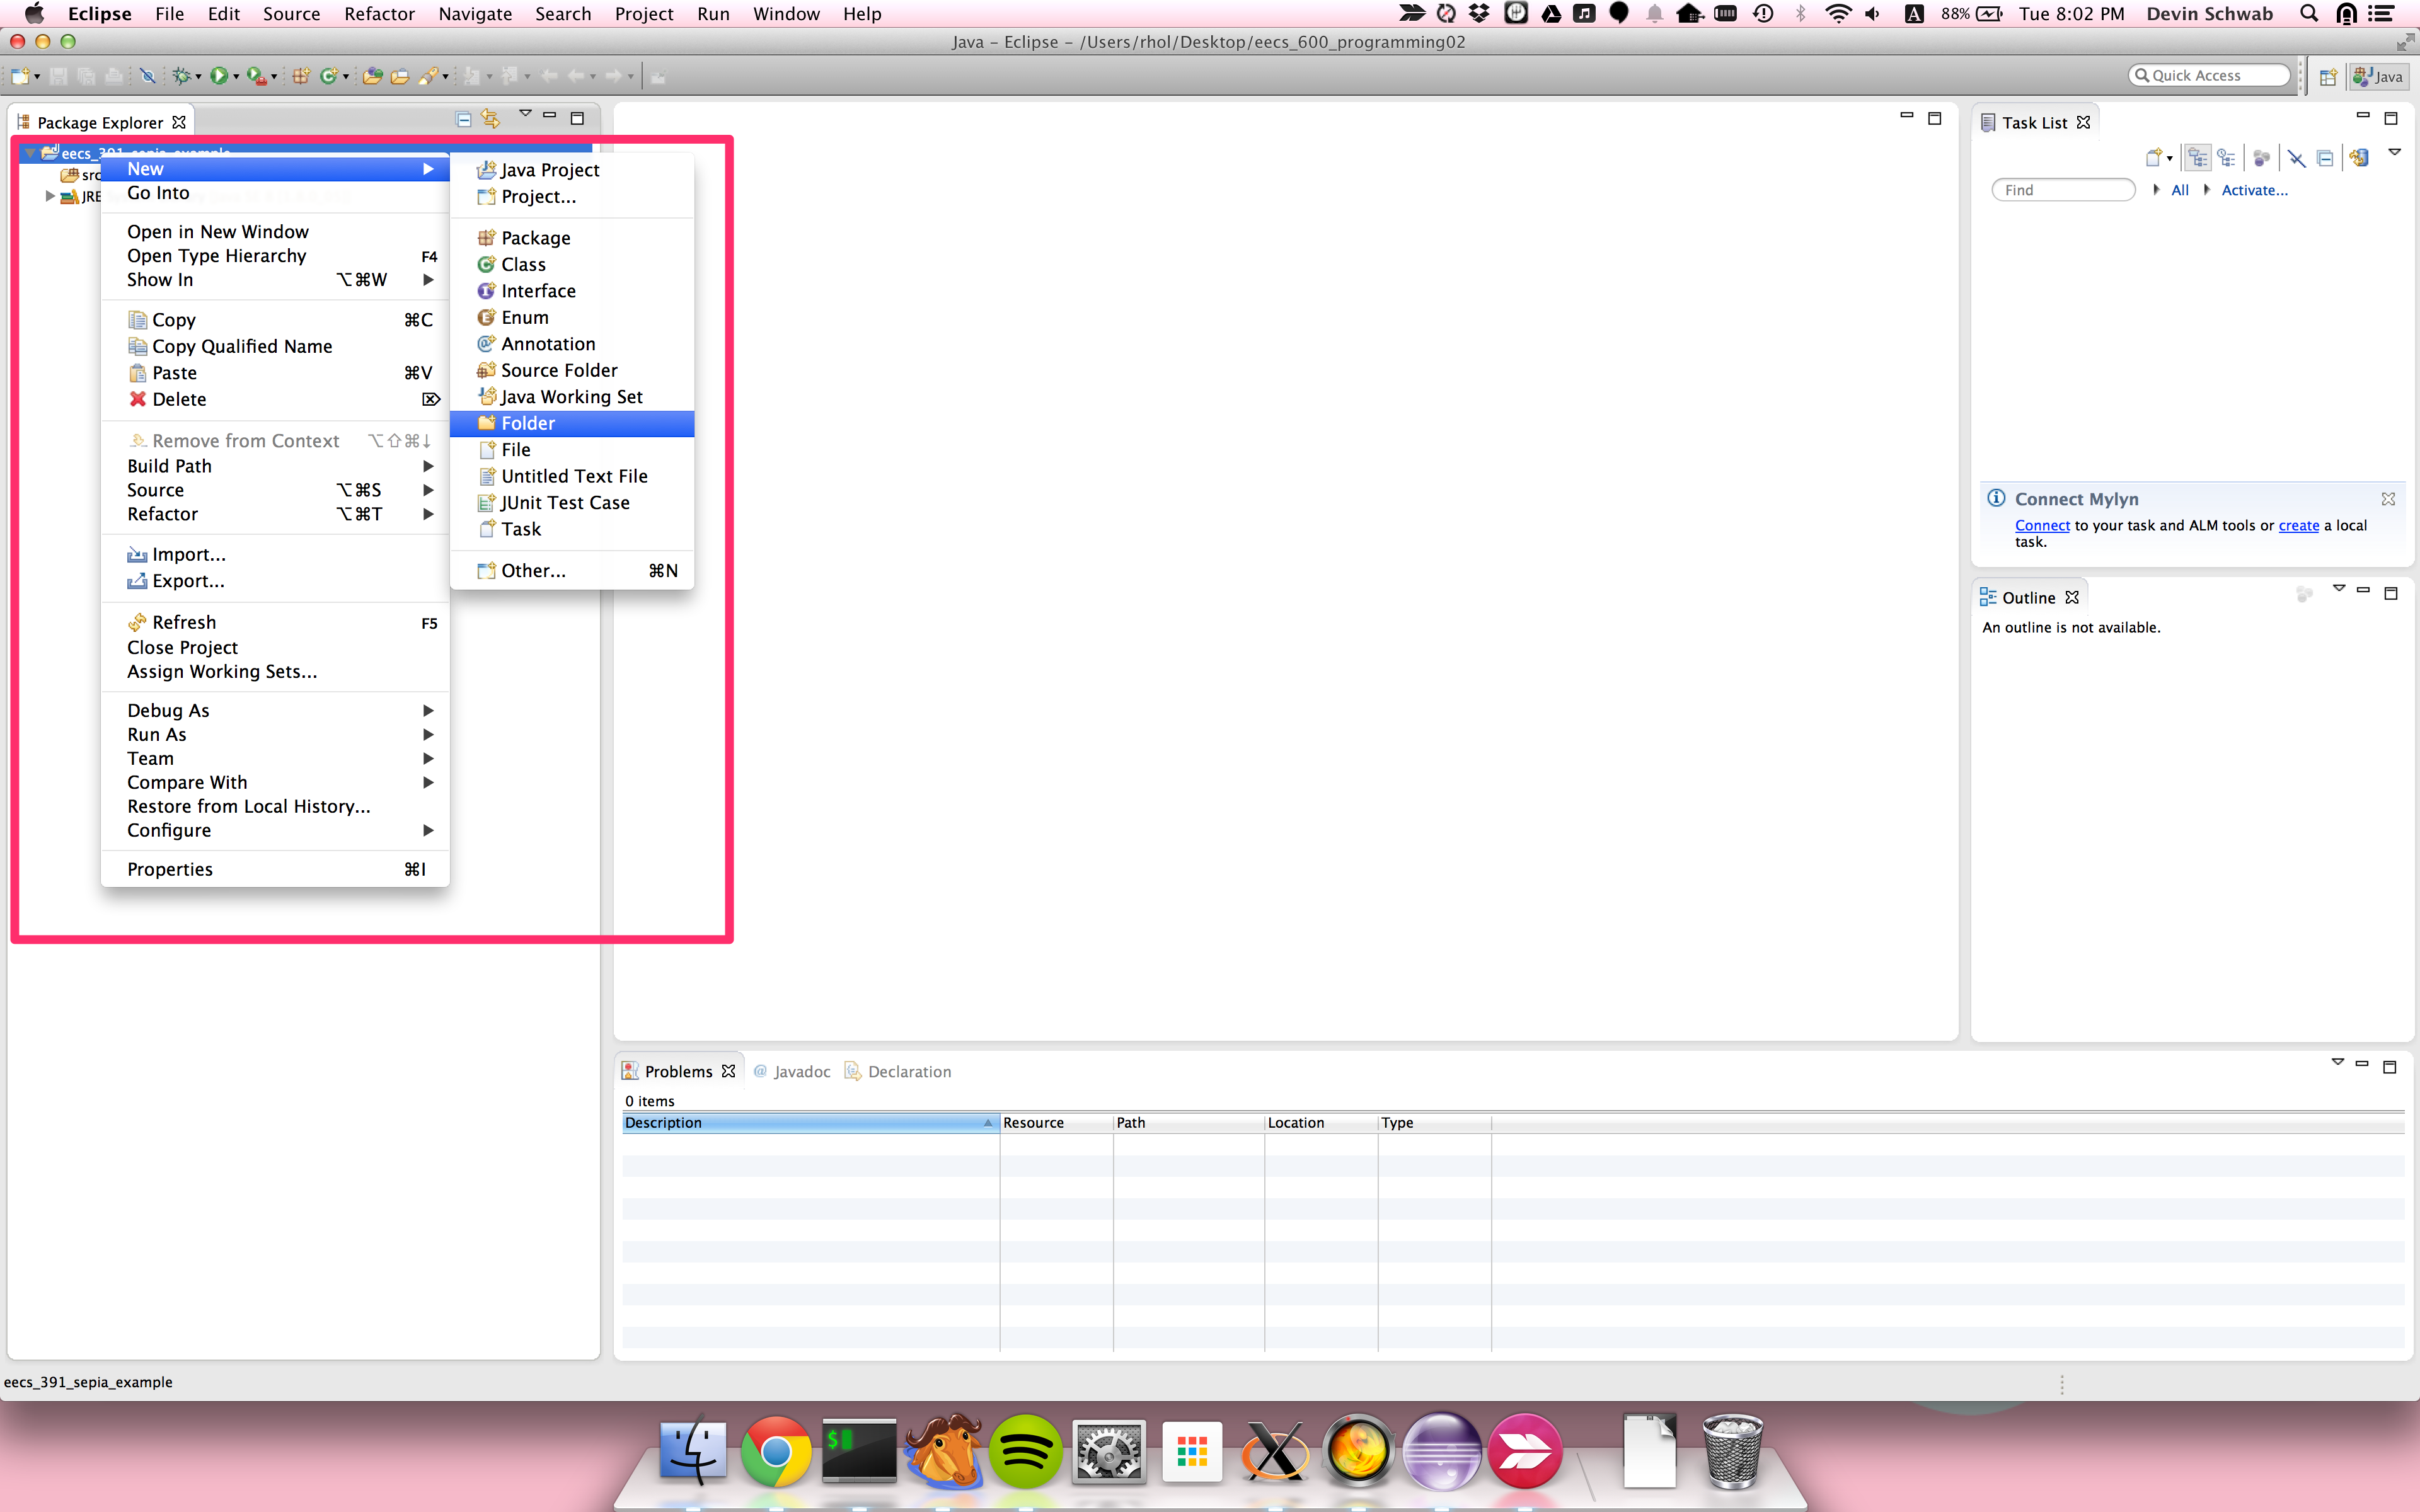 Eclipse File Edit Source Refactor Navigate Search Project Run Window Help 88% Tue 8:02 PM Devin Schwab
Java – Eclipse – /Users/rhol/Desktop/eecs_600_programming02
Quick Access Java
Package Explorer
eecs_391_sepia_example
src
JRE
New
Go Into
Open in New Window
Open Type Hierarchy F4
Show In ⌥⌘W
Copy ⌘C
Copy Qualified Name
Paste ⌘V
Delete ⌦
Remove from Context ⌥⇧⌘↓
Build Path
Source ⌥⌘S
Refactor ⌥⌘T
Import...
Export...
Refresh F5
Close Project
Assign Working Sets...
Debug As
Run As
Team
Compare With
Restore from Local History...
Configure
Properties ⌘I
Java Project
Project...
Package
Class
Interface
Enum
Annotation
Source Folder
Java Working Set
Folder
File
Untitled Text File
JUnit Test Case
Task
Other... ⌘N
Task List
Find All Activate...
Connect Mylyn
Connect to your task and ALM tools or create a local
task.
Outline
An outline is not available.
Problems @ Javadoc Declaration
0 items
Description Resource Path Location Type
eecs_391_sepia_example